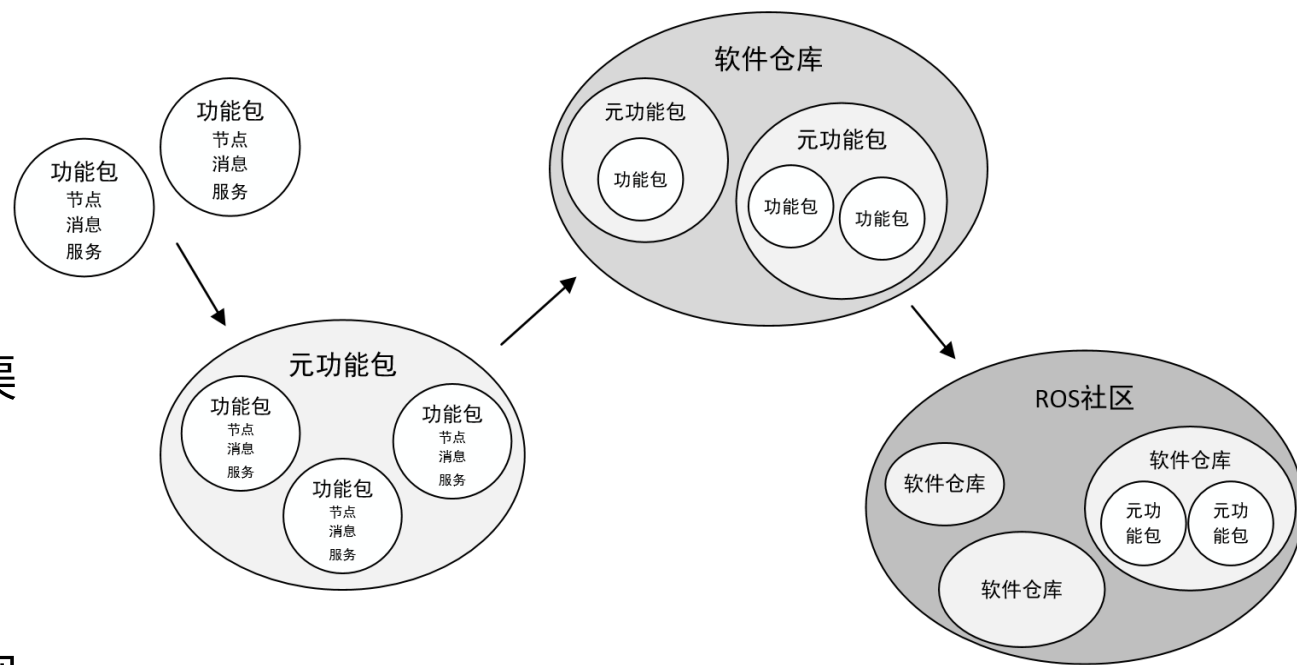 功能包
节点
消息
服务
功能包
节点
消息
服务
元功能包
功能包
节点
消息
服务
功能包
节点
消息
服务
功能包
节点
消息
服务
软件仓库
元功能包
功能包
元功能包
功能包
功能包
ROS社区
软件仓库
软件仓库
软件仓库
元功
能包
元功
能包